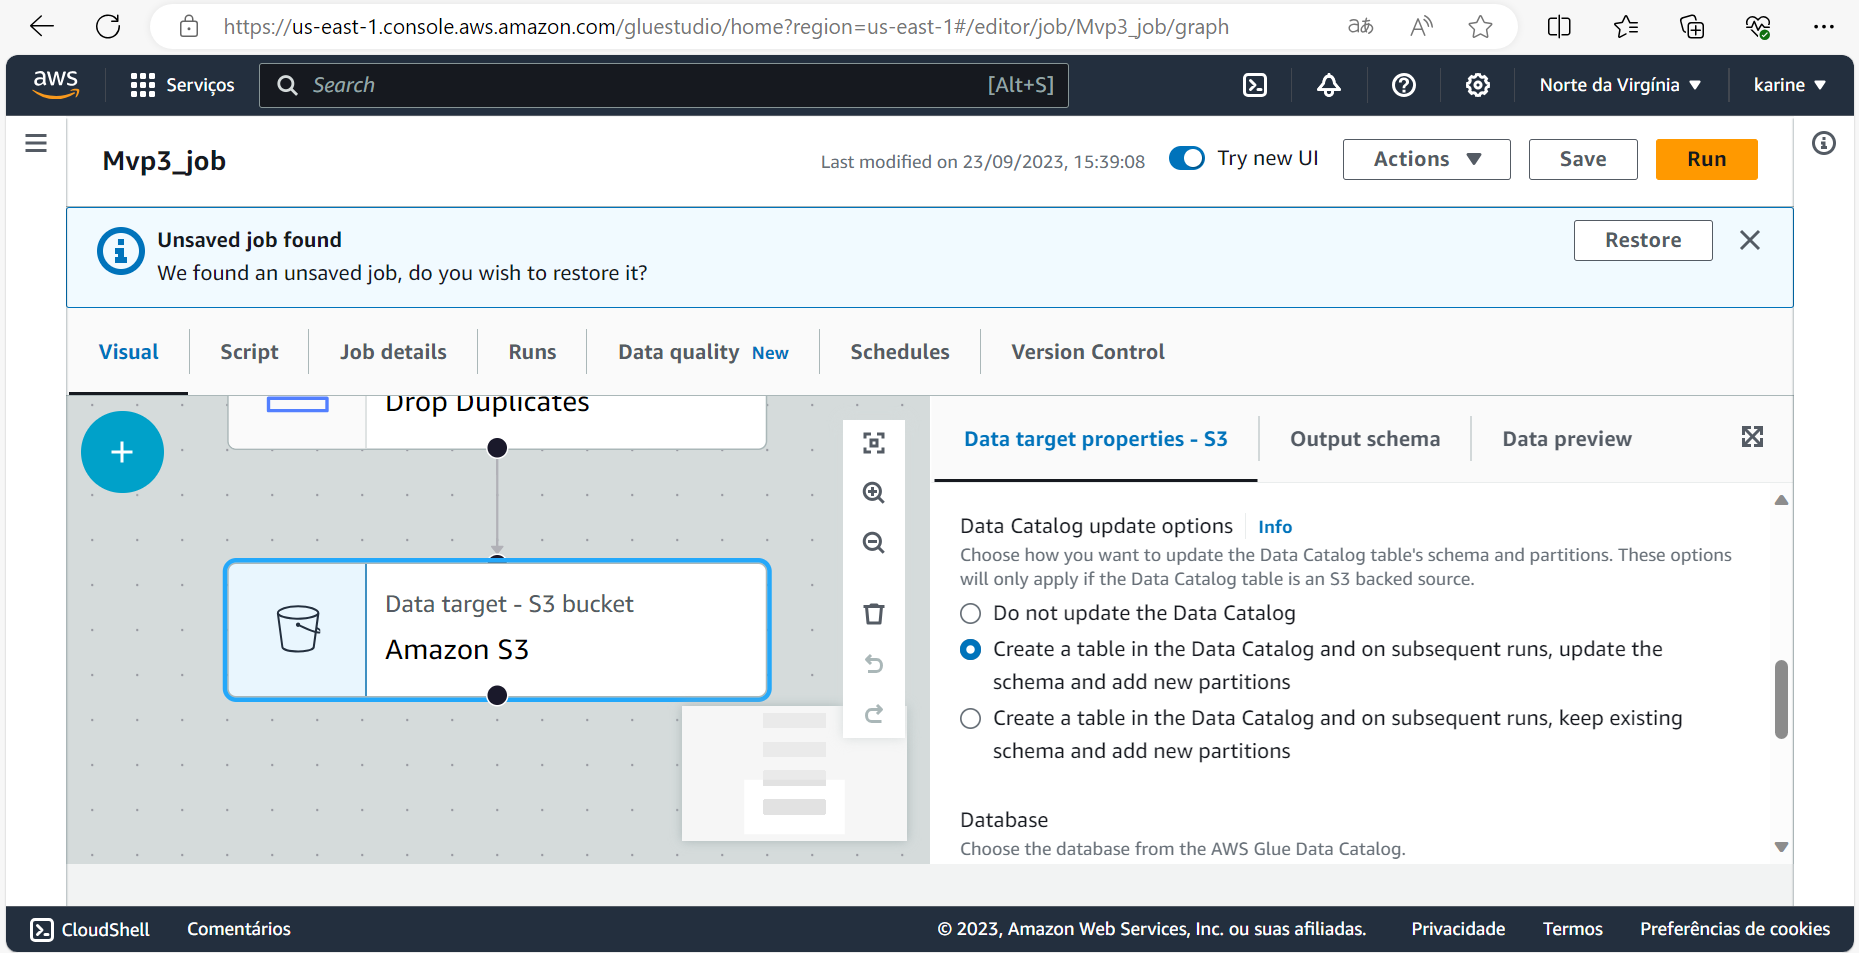 https://us-east-1.console.aws.amazon.com/gluestudio/home?region=us-east-1#/editor/job/Mvp3_job/graph
aあ
A
aws
Serviços
Search
[Alt+S]
Norte da Virgínia
karine
Mvp3_job
Last modified on 23/09/2023, 15:39:08
Try new UI
Actions
Save
Run
Unsaved job found
We found an unsaved job, do you wish to restore it?
Restore
Visual
Script
Job details
Runs
Data quality New
Schedules
Version Control
Drop Duplicates
Data target - S3 bucket
Amazon S3
Data target properties - S3
Output schema
Data preview
Data Catalog update options
Info
Choose how you want to update the Data Catalog table's schema and partitions. These options
will only apply if the Data Catalog table is an S3 backed source.
Do not update the Data Catalog
Create a table in the Data Catalog and on subsequent runs, update the
schema and add new partitions
Create a table in the Data Catalog and on subsequent runs, keep existing
schema and add new partitions
Database
Choose the database from the AWS Glue Data Catalog.
CloudShell
Comentários
© 2023, Amazon Web Services, Inc. ou suas afiliadas.
Privacidade
Termos
Preferências de cookies